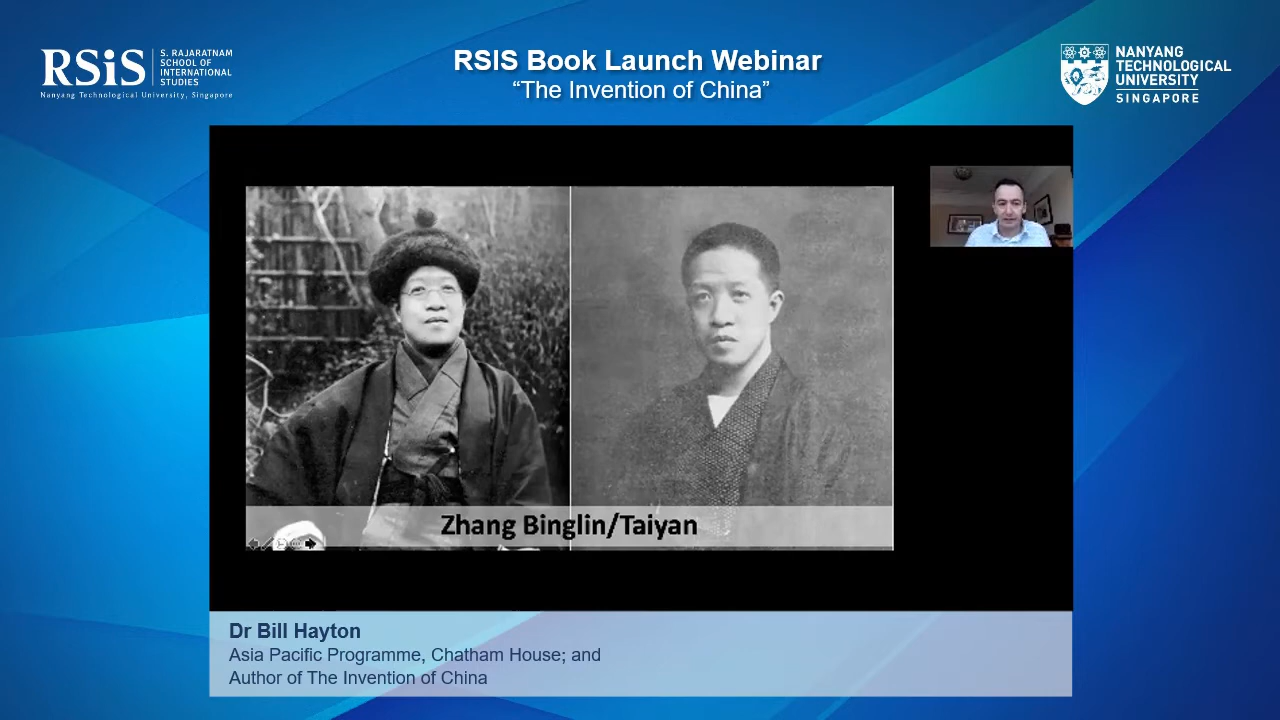 RSiS
S. RAJARATNAM
SCHOOL OF
INTERNATIONAL
STUDIES
Nanyang Technological University, Singapore
RSIS Book Launch Webinar
“The Invention of China”
NANYANG
TECHNOLOGICAL
UNIVERSITY
SINGAPORE
Zhang Binglin/Taiyan
Dr Bill Hayton
Asia Pacific Programme, Chatham House; and
Author of The Invention of China